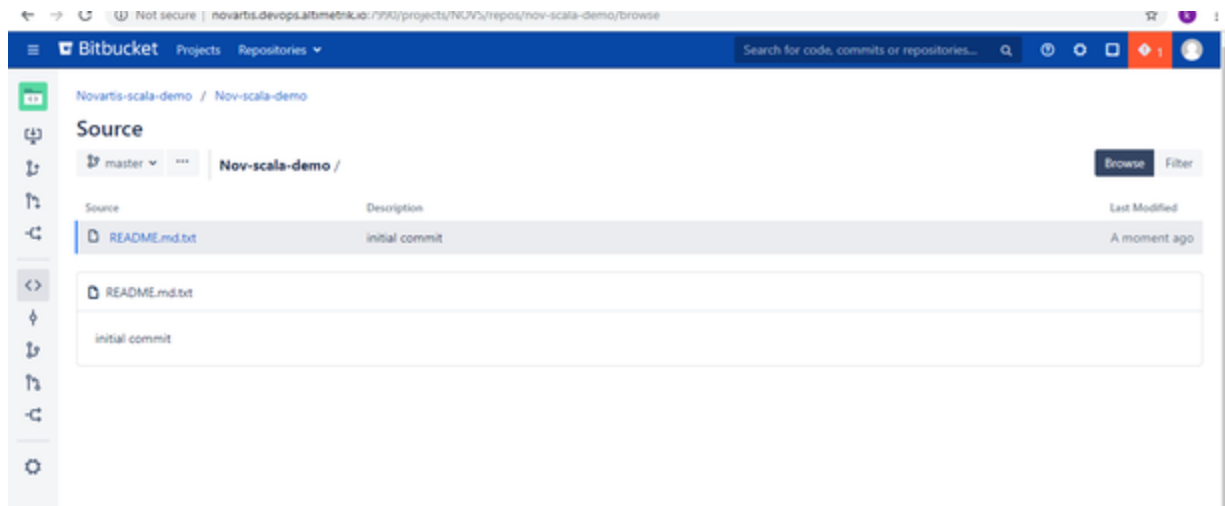 Not secure | novartis.devops.altimetrik.io:7990/projects/NOVS/repos/nov-scala-demo/browse
Bitbucket Projects Repositories Search for code, commits or repositories... 1
Novartis-scala-demo / Nov-scala-demo
Source
master ... Nov-scala-demo / Browse Filter
Source Description Last Modified
README.md.txt initial commit A moment ago
README.md.txt
initial commit